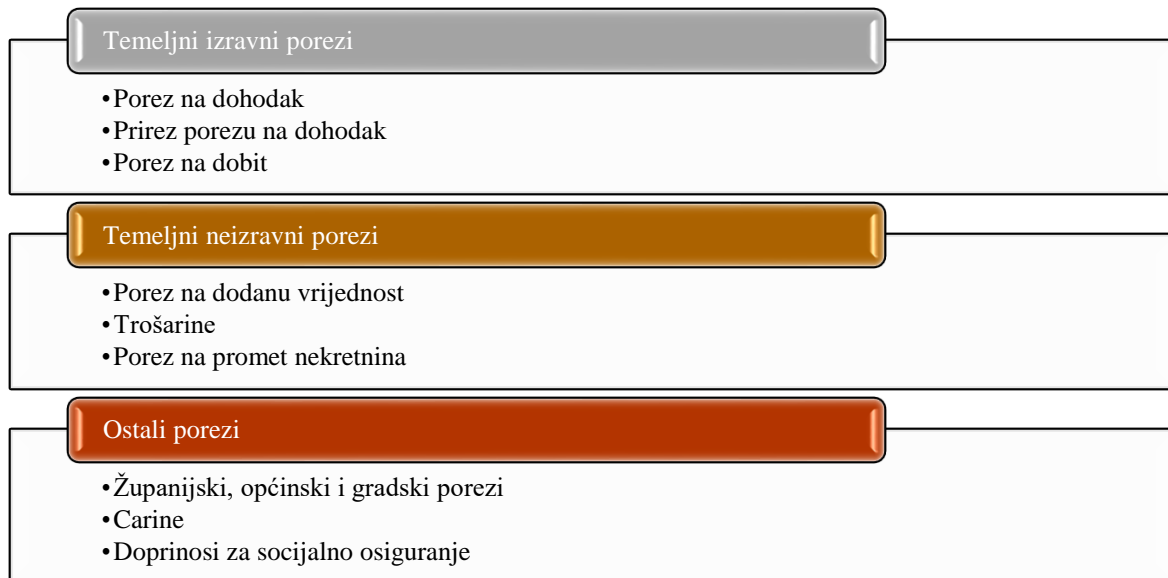 Temeljni izravni porezi
•Porez na dohodak
•Prirez porezu na dohodak
•Porez na dobit
Temeljni neizravni porezi
•Porez na dodanu vrijednost
•Trošarine
•Porez na promet nekretnina
Ostali porezi
•Županijski, općinski i gradski porezi
•Carine
•Doprinosi za socijalno osiguranje